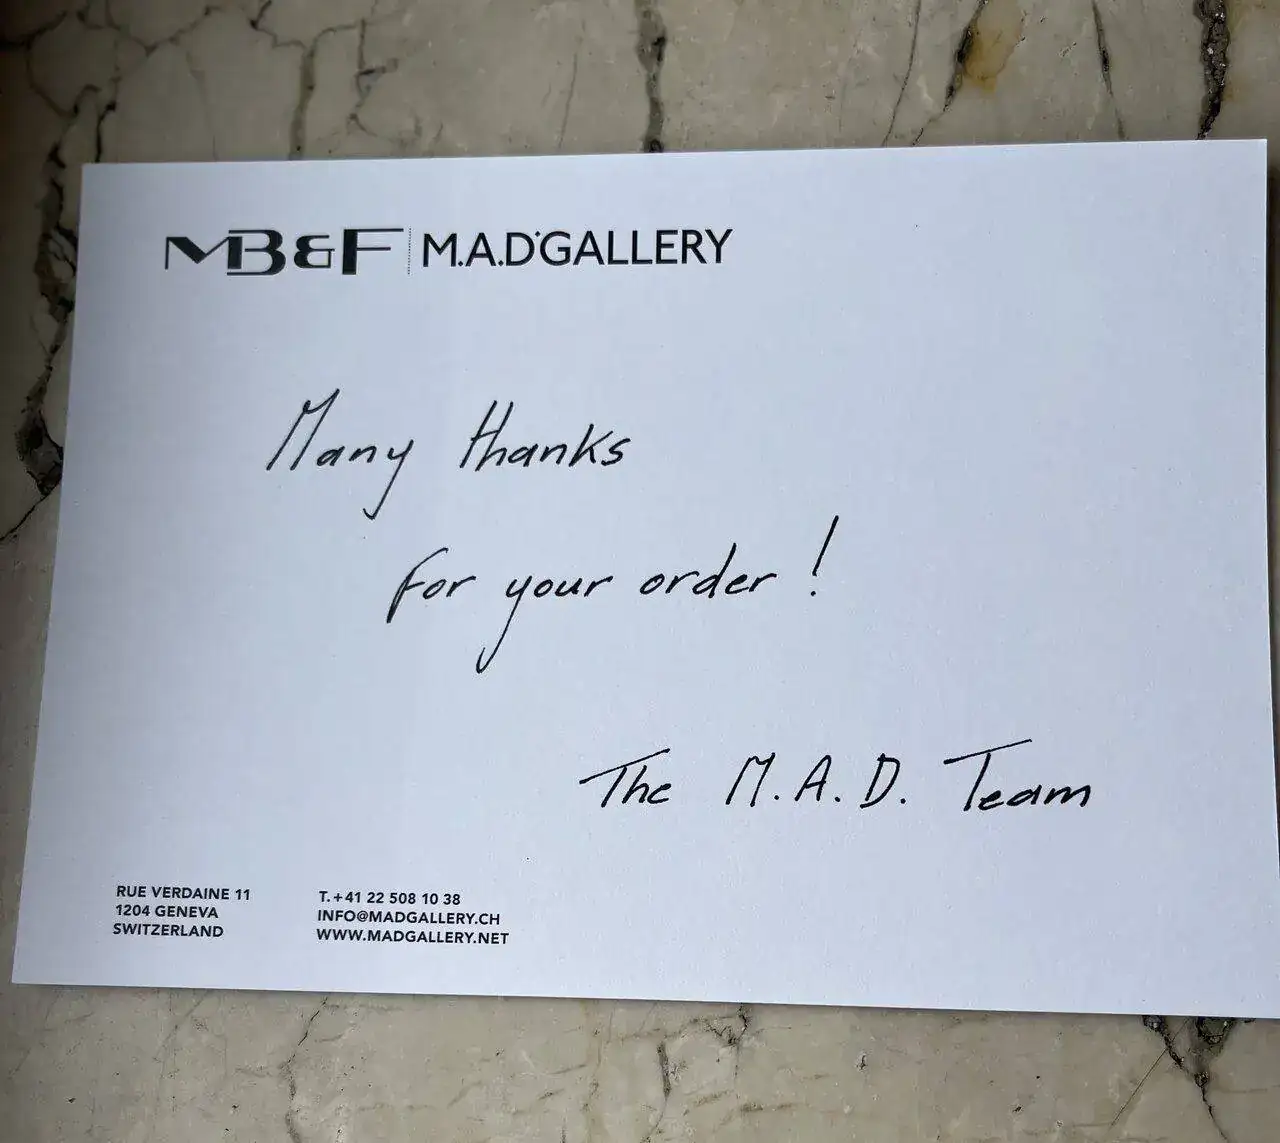 MB&F M.A.D.GALLERY
Many thanks
for your order !
The M.A.D. Team
RUE VERDAINE 11
1204 GENEVA
SWITZERLAND
T.+41 22 508 10 38
INFO@MADGALLERY.CH
WWW.MADGALLERY.NET